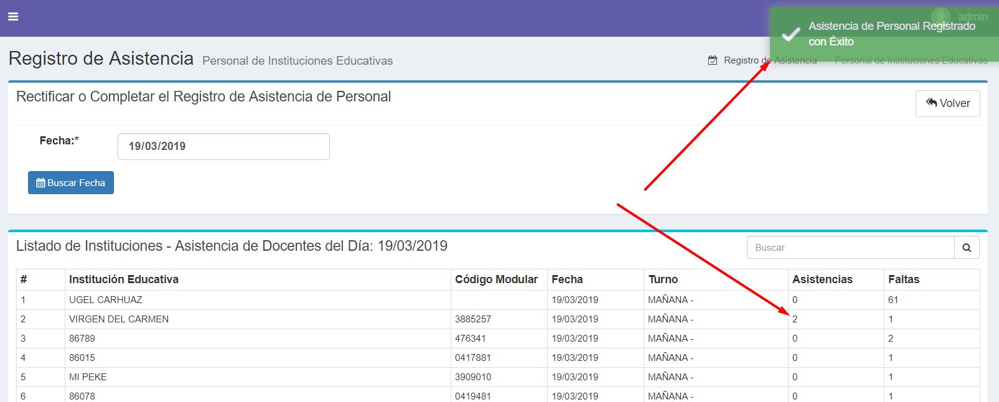 admin
Asistencia de Personal Registrado
con Éxito
Registro de Asistencia Personal de Instituciones Educativas
Registro de Asistencia Personal de Instituciones Educativas
Rectificar o Completar el Registro de Asistencia de Personal
Volver
Fecha:*
19/03/2019
Buscar Fecha
Listado de Instituciones - Asistencia de Docentes del Día: 19/03/2019
Buscar
# Institución Educativa Código Modular Fecha Turno Asistencias Faltas
1 UGEL CARHUAZ 19/03/2019 MAÑANA - 0 61
2 VIRGEN DEL CARMEN 3885257 19/03/2019 MAÑANA - 2 1
3 86789 476341 19/03/2019 MAÑANA - 0 2
4 86015 0417881 19/03/2019 MAÑANA - 0 1
5 MI PEKE 3909010 19/03/2019 MAÑANA - 0 1
6 86078 0419481 19/03/2019 MAÑANA - 0 1